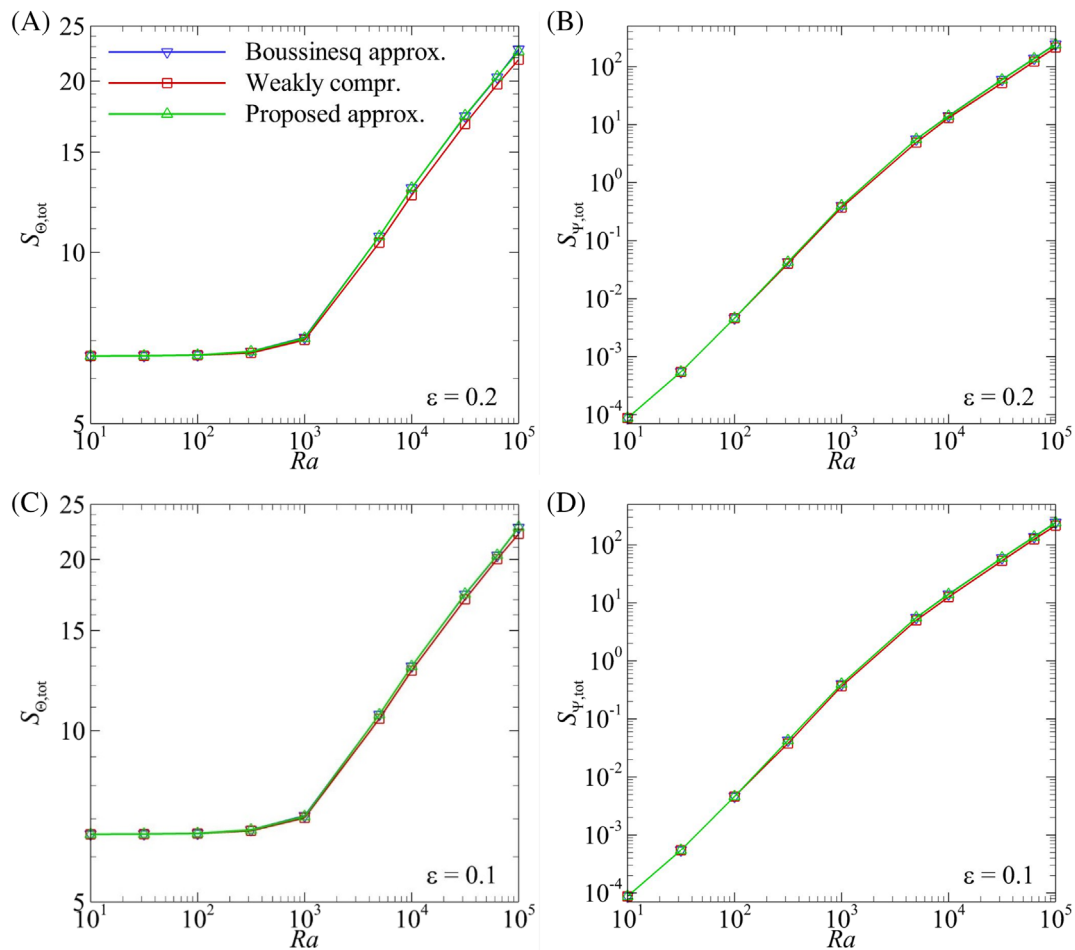 (A)
25
20
15
10
5
S_Θ,tot
Boussinesq approx.
Weakly compr.
Proposed approx.
ε = 0.2
10^1 10^2 10^3 10^4 10^5
Ra
(B)
10^2
10^1
10^0
10^-1
10^-2
10^-3
10^-4
S_Ψ,tot
ε = 0.2
10^1 10^2 10^3 10^4 10^5
Ra
(C)
25
20
15
10
5
S_Θ,tot
ε = 0.1
10^1 10^2 10^3 10^4 10^5
Ra
(D)
10^2
10^1
10^0
10^-1
10^-2
10^-3
10^-4
S_Ψ,tot
ε = 0.1
10^1 10^2 10^3 10^4 10^5
Ra